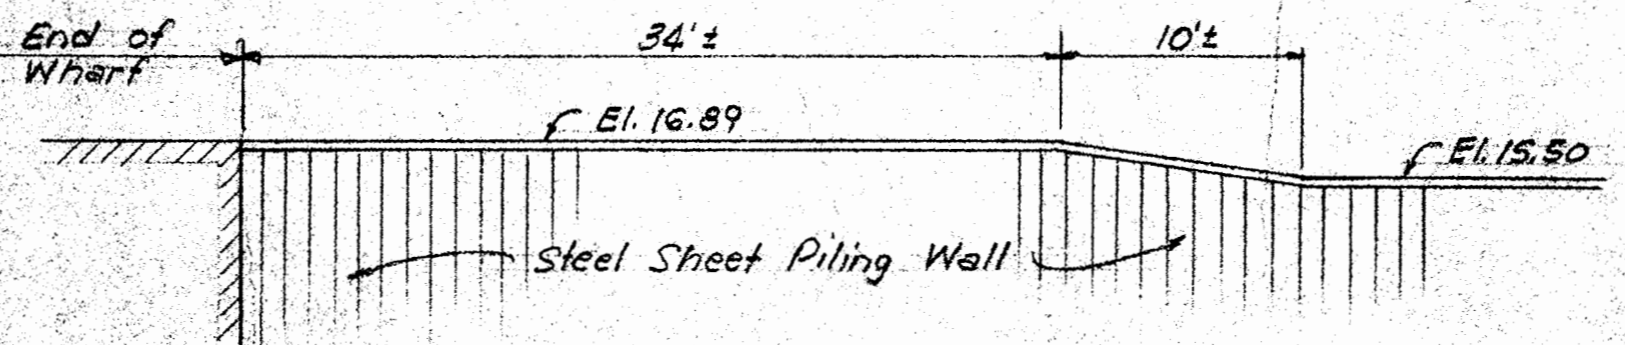 End of
Wharf
34'±
10'±
El. 16.89
El. 15.50
Steel Sheet Piling Wall